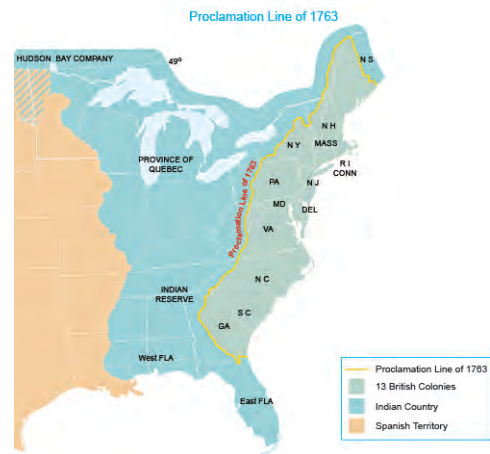 Proclamation Line of 1763
HUDSON BAY COMPANY
49º
N S
N H
N Y
MASS
PROVINCE OF
QUEBEC
R I
CONN
PA
N J
MD
DEL
VA
Proclamation Line of 1763
N C
INDIAN
RESERVE
S C
GA
West FLA
East FLA
Proclamation Line of 1763
13 British Colonies
Indian Country
Spanish Territory